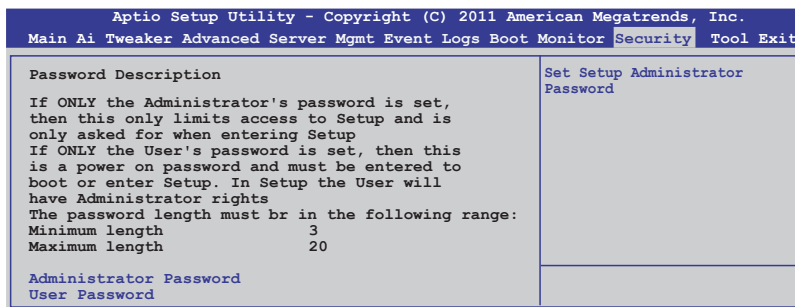 Aptio Setup Utility - Copyright (C) 2011 American Megatrends, Inc.
Main Ai Tweaker Advanced Server Mgmt Event Logs Boot Monitor Security Tool Exit
Password Description
If ONLY the Administrator's password is set,
then this only limits access to Setup and is
only asked for when entering Setup
If ONLY the User's password is set, then this
is a power on password and must be entered to
boot or enter Setup. In Setup the User will
have Administrator rights
The password length must br in the following range:
Minimum length 3
Maximum length 20
Administrator Password
User Password
Set Setup Administrator
Password